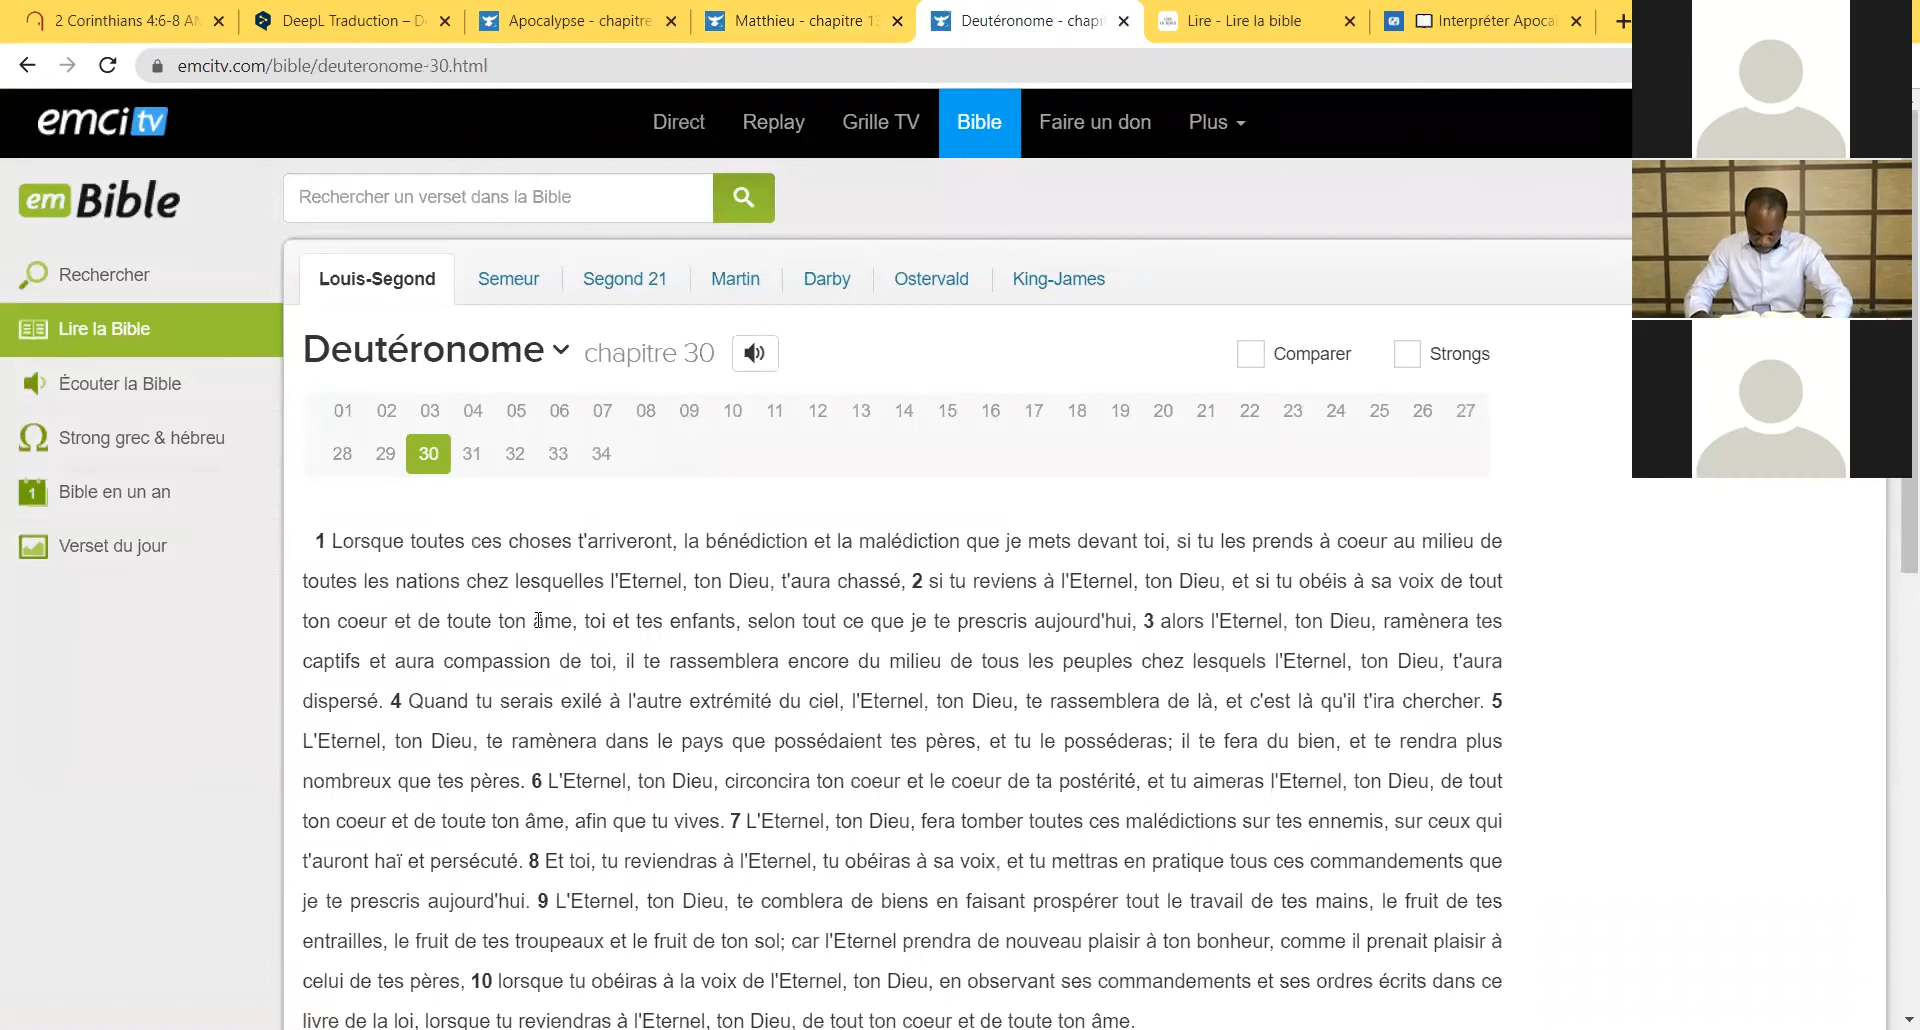 2 Corinthians 4:6-8 A
DeepL Traduction – D
Apocalypse - chapitre
Matthieu - chapitre 1
Deutéronome - chapi
Lire - Lire la bible
Interpréter Apoca
emcitv.com/bible/deuteronome-30.html
emci tv
Direct
Replay
Grille TV
Bible
Faire un don
Plus
em Bible
Rechercher un verset dans la Bible
Rechercher
Lire la Bible
Écouter la Bible
Strong grec & hébreu
1 Bible en un an
Verset du jour
Louis-Segond
Semeur
Segond 21
Martin
Darby
Ostervald
King-James
Deutéronome chapitre 30
Comparer
Strongs
01 02 03 04 05 06 07 08 09 10 11 12 13 14 15 16 17 18 19 20 21 22 23 24 25 26 27
28 29 30 31 32 33 34
1 Lorsque toutes ces choses t'arriveront, la bénédiction et la malédiction que je mets devant toi, si tu les prends à coeur au milieu de
toutes les nations chez lesquelles l'Eternel, ton Dieu, t'aura chassé, 2 si tu reviens à l'Eternel, ton Dieu, et si tu obéis à sa voix de tout
ton coeur et de toute ton âme, toi et tes enfants, selon tout ce que je te prescris aujourd'hui, 3 alors l'Eternel, ton Dieu, ramènera tes
captifs et aura compassion de toi, il te rassemblera encore du milieu de tous les peuples chez lesquels l'Eternel, ton Dieu, t'aura
dispersé. 4 Quand tu serais exilé à l'autre extrémité du ciel, l'Eternel, ton Dieu, te rassemblera de là, et c'est là qu'il t'ira chercher. 5
L'Eternel, ton Dieu, te ramènera dans le pays que possédaient tes pères, et tu le posséderas; il te fera du bien, et te rendra plus
nombreux que tes pères. 6 L'Eternel, ton Dieu, circoncira ton coeur et le coeur de ta postérité, et tu aimeras l'Eternel, ton Dieu, de tout
ton coeur et de toute ton âme, afin que tu vives. 7 L'Eternel, ton Dieu, fera tomber toutes ces malédictions sur tes ennemis, sur ceux qui
t'auront haï et persécuté. 8 Et toi, tu reviendras à l'Eternel, tu obéiras à sa voix, et tu mettras en pratique tous ces commandements que
je te prescris aujourd'hui. 9 L'Eternel, ton Dieu, te comblera de biens en faisant prospérer tout le travail de tes mains, le fruit de tes
entrailles, le fruit de tes troupeaux et le fruit de ton sol; car l'Eternel prendra de nouveau plaisir à ton bonheur, comme il prenait plaisir à
celui de tes pères, 10 lorsque tu obéiras à la voix de l'Eternel, ton Dieu, en observant ses commandements et ses ordres écrits dans ce
livre de la loi, lorsque tu reviendras à l'Eternel, ton Dieu, de tout ton coeur et de toute ton âme.